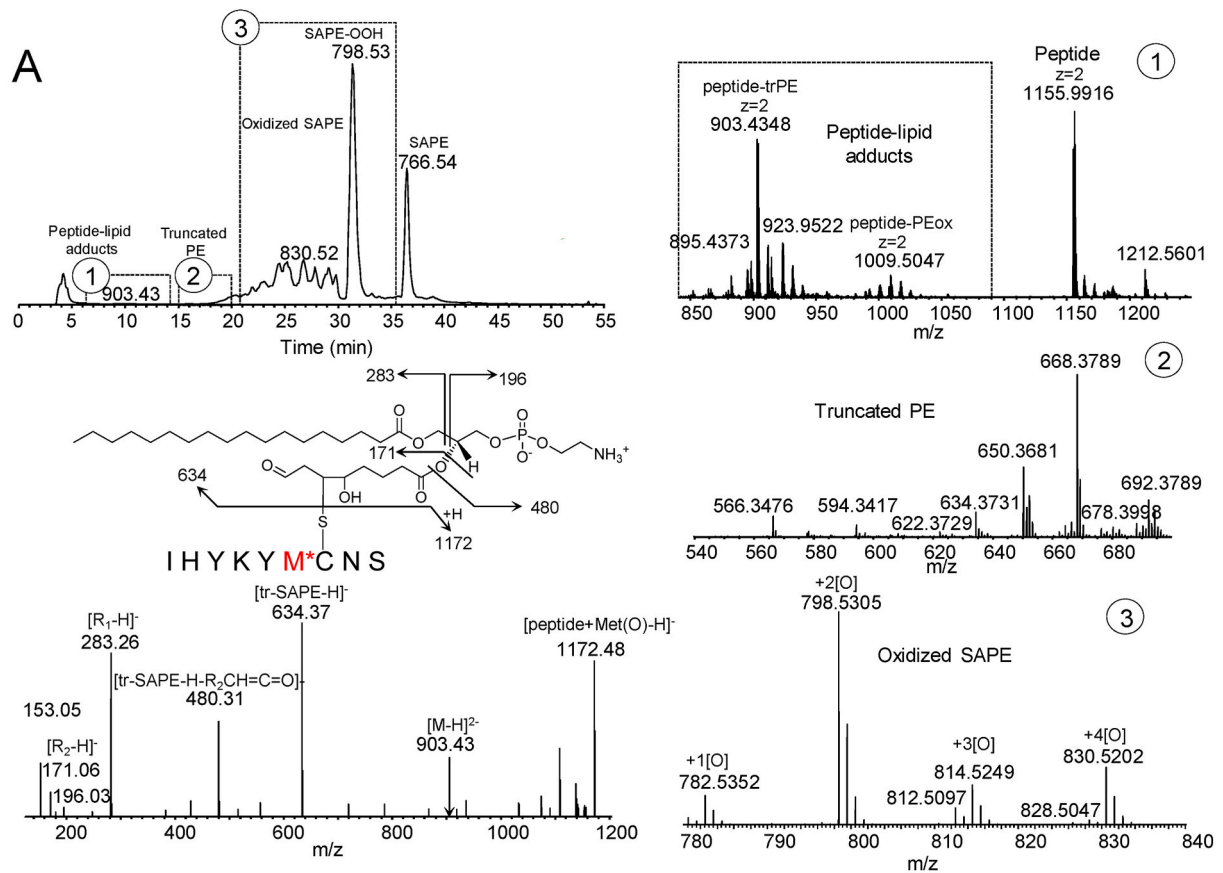 A
3
SAPE-OOH
798.53
Oxidized SAPE
SAPE
766.54
Peptide-lipid
adducts
Truncated
PE
830.52
1
903.43
2
0 5 10 15 20 25 30 35 40 45 50 55
Time (min)
1
Peptide
z=2
1155.9916
peptide-trPE
z=2
903.4348
Peptide-lipid
adducts
895.4373
923.9522
peptide-PEox
z=2
1009.5047
1212.5601
850 900 950 1000 1100 1150 1200
m/z
283
196
O
O
O
O
P
O
O-
NH3+
171
H
O
O
634
OH
O
480
S
+H
1172
I H Y K Y M* C N S
2
668.3789
Truncated PE
650.3681
566.3476
594.3417
622.3729
634.3731
678.3998
692.3789
540 560 580 600 620 640 660 680
m/z
[tr-SAPE-H]-
634.37
[R1-H]-
283.26
[peptide+Met(O)-H]-
1172.48
[tr-SAPE-H-R2CH=C=O]-
480.31
153.05
[R2-H]-
171.06
196.03
[M-H]2-
903.43
200 400 600 800 1000 1200
m/z
+2[O]
798.5305
3
Oxidized SAPE
+1[O]
782.5352
+3[O]
814.5249
812.5097
+4[O]
830.5202
828.5047
780 790 800 810 820 830 840
m/z